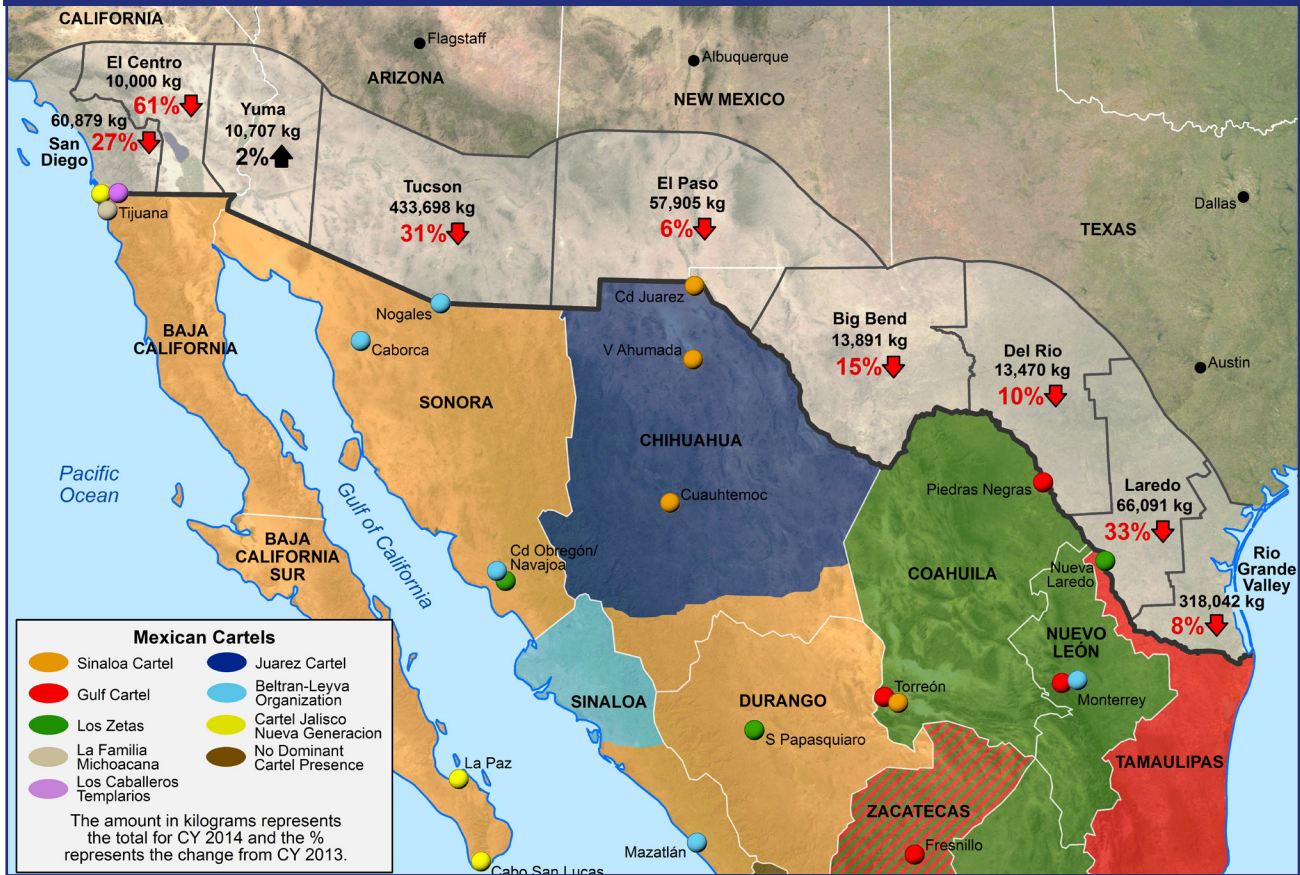 CALIFORNIA
Flagstaff
Albuquerque
ARIZONA
NEW MEXICO
El Centro
10,000 kg
61%
60,879 kg
27%
San
Diego
Yuma
10,707 kg
2%
Tucson
433,698 kg
31%
El Paso
57,905 kg
6%
Dallas
TEXAS
Tijuana
Nogales
Caborca
Cd Juarez
V Ahumada
BAJA
CALIFORNIA
SONORA
CHIHUAHUA
Cuauhtemoc
Big Bend
13,891 kg
15%
Del Rio
13,470 kg
10%
Austin
Pacific
Ocean
Gulf of California
Piedras Negras
Laredo
66,091 kg
33%
BAJA
CALIFORNIA
SUR
Cd Obregón/
Navajoa
COAHUILA
Nueva
Laredo
Rio
Grande
Valley
318,042 kg
8%
NUEVO
LEÓN
SINALOA
DURANGO
S Papasquiaro
Torreón
Monterrey
TAMAULIPAS
ZACATECAS
Fresnillo
La Paz
Mazatlán
Cabo San Lucas
Mexican Cartels
Sinaloa Cartel
Gulf Cartel
Los Zetas
La Familia
Michoacana
Los Caballeros
Templarios
Juarez Cartel
Beltran-Leyva
Organization
Cartel Jalisco
Nueva Generacion
No Dominant
Cartel Presence
The amount in kilograms represents
the total for CY 2014 and the %
represents the change from CY 2013.